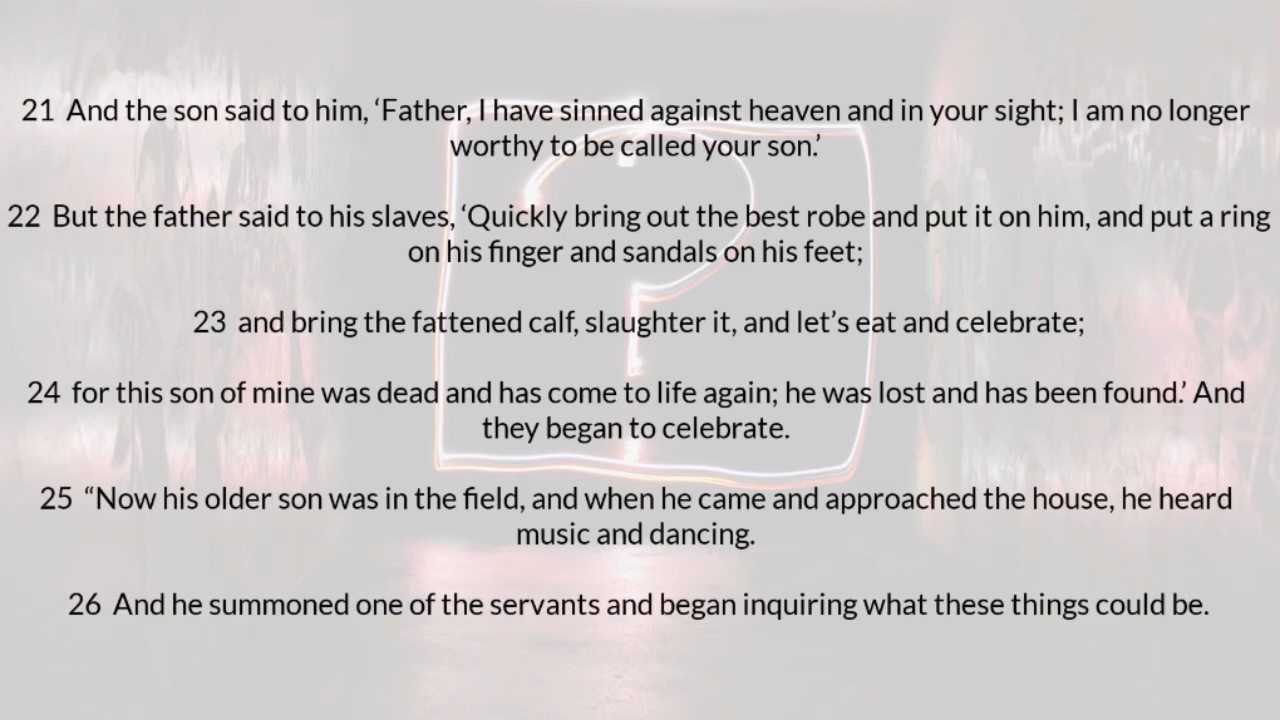 21 And the son said to him, ‘Father, I have sinned against heaven and in your sight; I am no longer
worthy to be called your son.’
22 But the father said to his slaves, ‘Quickly bring out the best robe and put it on him, and put a ring
on his finger and sandals on his feet;
23 and bring the fattened calf, slaughter it, and let’s eat and celebrate;
24 for this son of mine was dead and has come to life again; he was lost and has been found.’ And
they began to celebrate.
25 “Now his older son was in the field, and when he came and approached the house, he heard
music and dancing.
26 And he summoned one of the servants and began inquiring what these things could be.